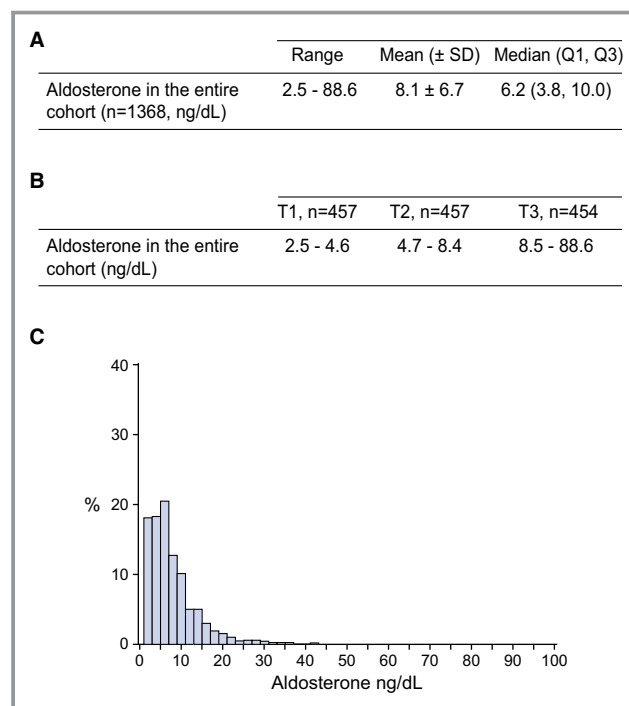 A
Range Mean (± SD) Median (Q1, Q3)
Aldosterone in the entire
cohort (n=1368, ng/dL) 2.5 - 88.6 8.1 ± 6.7 6.2 (3.8, 10.0)
B
T1, n=457 T2, n=457 T3, n=454
Aldosterone in the entire
cohort (ng/dL) 2.5 - 4.6 4.7 - 8.4 8.5 - 88.6
C
40
30
%
20
10
0
0 10 20 30 40 50 60 70 80 90 100
Aldosterone ng/dL